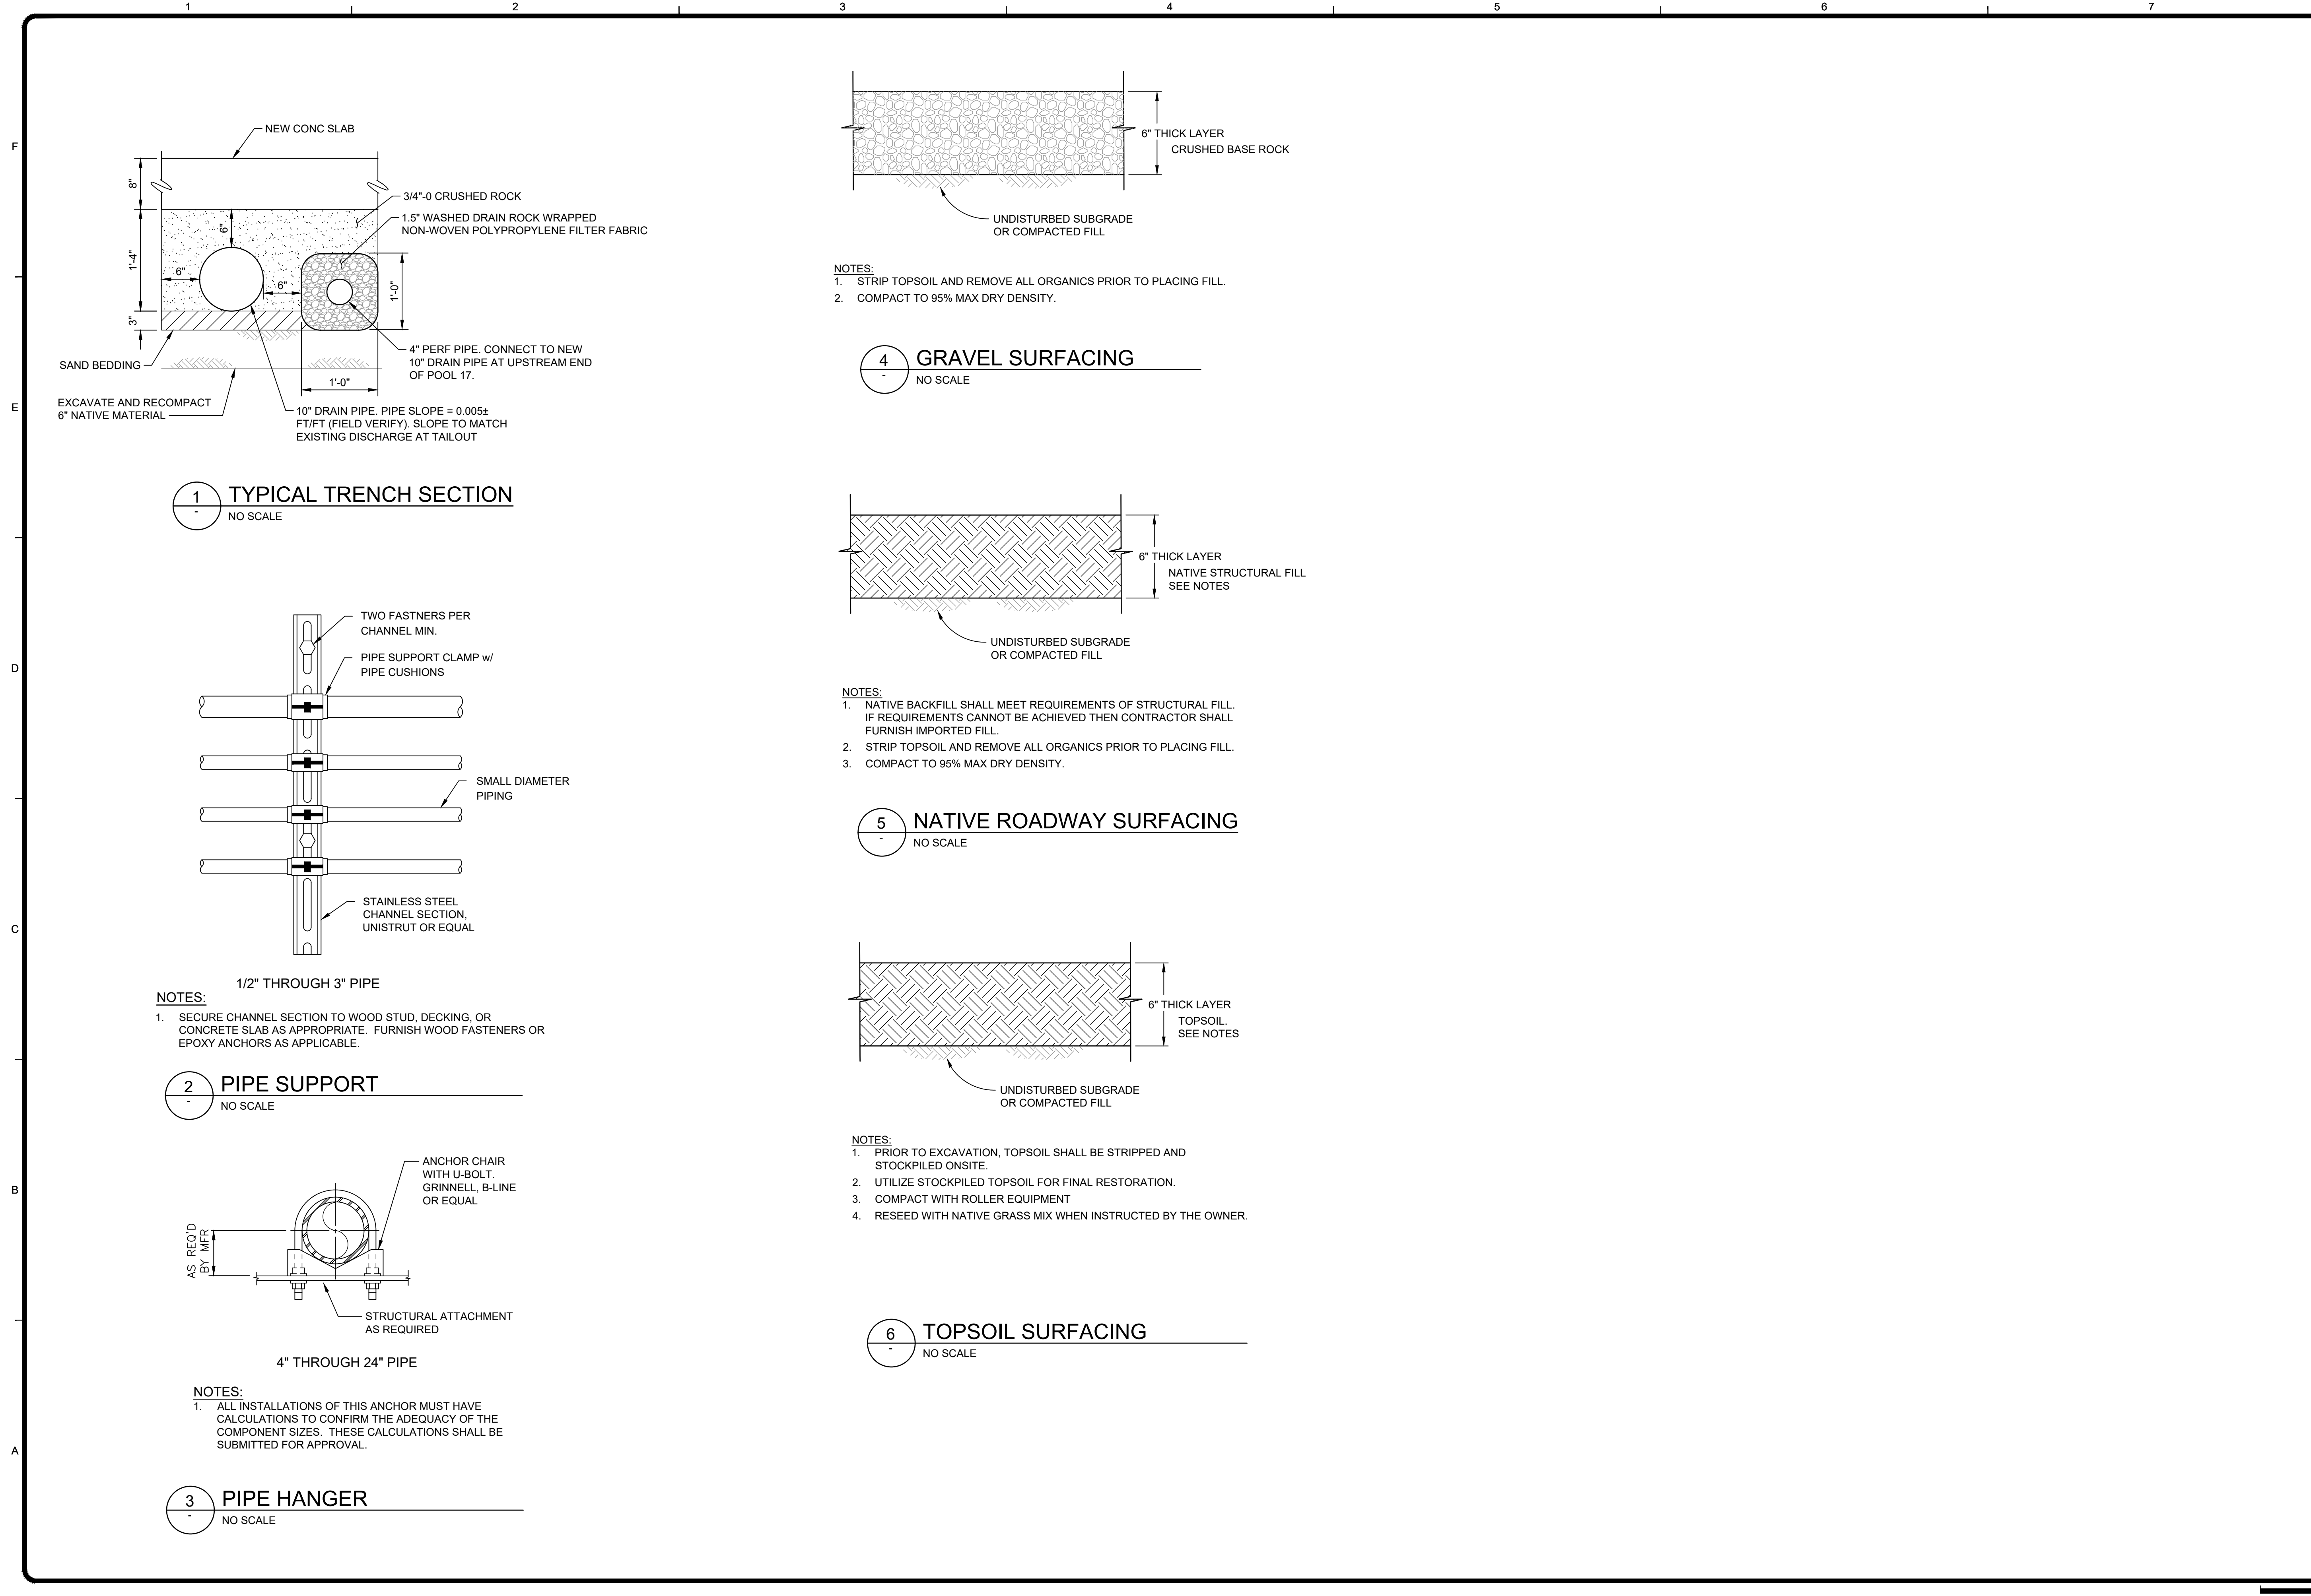 1 2 3 4 5 6 7
F
E
D
C
B
A
NEW CONC SLAB
8"
3/4"-0 CRUSHED ROCK
1.5" WASHED DRAIN ROCK WRAPPED
NON-WOVEN POLYPROPYLENE FILTER FABRIC
6"
1'-4"
6"
6"
1'-0"
3"
SAND BEDDING
4" PERF PIPE. CONNECT TO NEW
10" DRAIN PIPE AT UPSTREAM END
OF POOL 17.
1'-0"
EXCAVATE AND RECOMPACT
6" NATIVE MATERIAL
10" DRAIN PIPE. PIPE SLOPE = 0.005±
FT/FT (FIELD VERIFY). SLOPE TO MATCH
EXISTING DISCHARGE AT TAILOUT
1
-
TYPICAL TRENCH SECTION
NO SCALE
TWO FASTNERS PER
CHANNEL MIN.
PIPE SUPPORT CLAMP w/
PIPE CUSHIONS
SMALL DIAMETER
PIPING
STAINLESS STEEL
CHANNEL SECTION,
UNISTRUT OR EQUAL
1/2" THROUGH 3" PIPE
NOTES:
1. SECURE CHANNEL SECTION TO WOOD STUD, DECKING, OR
CONCRETE SLAB AS APPROPRIATE. FURNISH WOOD FASTENERS OR
EPOXY ANCHORS AS APPLICABLE.
2
-
PIPE SUPPORT
NO SCALE
ANCHOR CHAIR
WITH U-BOLT.
GRINNELL, B-LINE
OR EQUAL
AS REQ'D
BY MFR
STRUCTURAL ATTACHMENT
AS REQUIRED
4" THROUGH 24" PIPE
NOTES:
1. ALL INSTALLATIONS OF THIS ANCHOR MUST HAVE
CALCULATIONS TO CONFIRM THE ADEQUACY OF THE
COMPONENT SIZES. THESE CALCULATIONS SHALL BE
SUBMITTED FOR APPROVAL.
3
-
PIPE HANGER
NO SCALE
6" THICK LAYER
CRUSHED BASE ROCK
UNDISTURBED SUBGRADE
OR COMPACTED FILL
NOTES:
1. STRIP TOPSOIL AND REMOVE ALL ORGANICS PRIOR TO PLACING FILL.
2. COMPACT TO 95% MAX DRY DENSITY.
4
-
GRAVEL SURFACING
NO SCALE
6" THICK LAYER
NATIVE STRUCTURAL FILL
SEE NOTES
UNDISTURBED SUBGRADE
OR COMPACTED FILL
NOTES:
1. NATIVE BACKFILL SHALL MEET REQUIREMENTS OF STRUCTURAL FILL.
IF REQUIREMENTS CANNOT BE ACHIEVED THEN CONTRACTOR SHALL
FURNISH IMPORTED FILL.
2. STRIP TOPSOIL AND REMOVE ALL ORGANICS PRIOR TO PLACING FILL.
3. COMPACT TO 95% MAX DRY DENSITY.
5
-
NATIVE ROADWAY SURFACING
NO SCALE
6" THICK LAYER
TOPSOIL.
SEE NOTES
UNDISTURBED SUBGRADE
OR COMPACTED FILL
NOTES:
1. PRIOR TO EXCAVATION, TOPSOIL SHALL BE STRIPPED AND
STOCKPILED ONSITE.
2. UTILIZE STOCKPILED TOPSOIL FOR FINAL RESTORATION.
3. COMPACT WITH ROLLER EQUIPMENT
4. RESEED WITH NATIVE GRASS MIX WHEN INSTRUCTED BY THE OWNER.
6
-
TOPSOIL SURFACING
NO SCALE